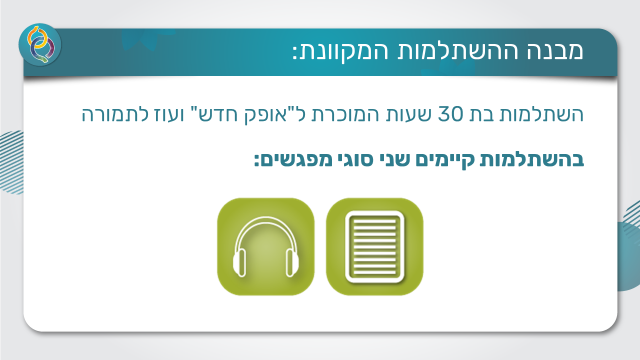 מבנה ההשתלמות המקוונת:
השתלמות בת 30 שעות המוכרת ל"אופק חדש" ועוז לתמורה
בהשתלמות קיימים שני סוגי מפגשים: